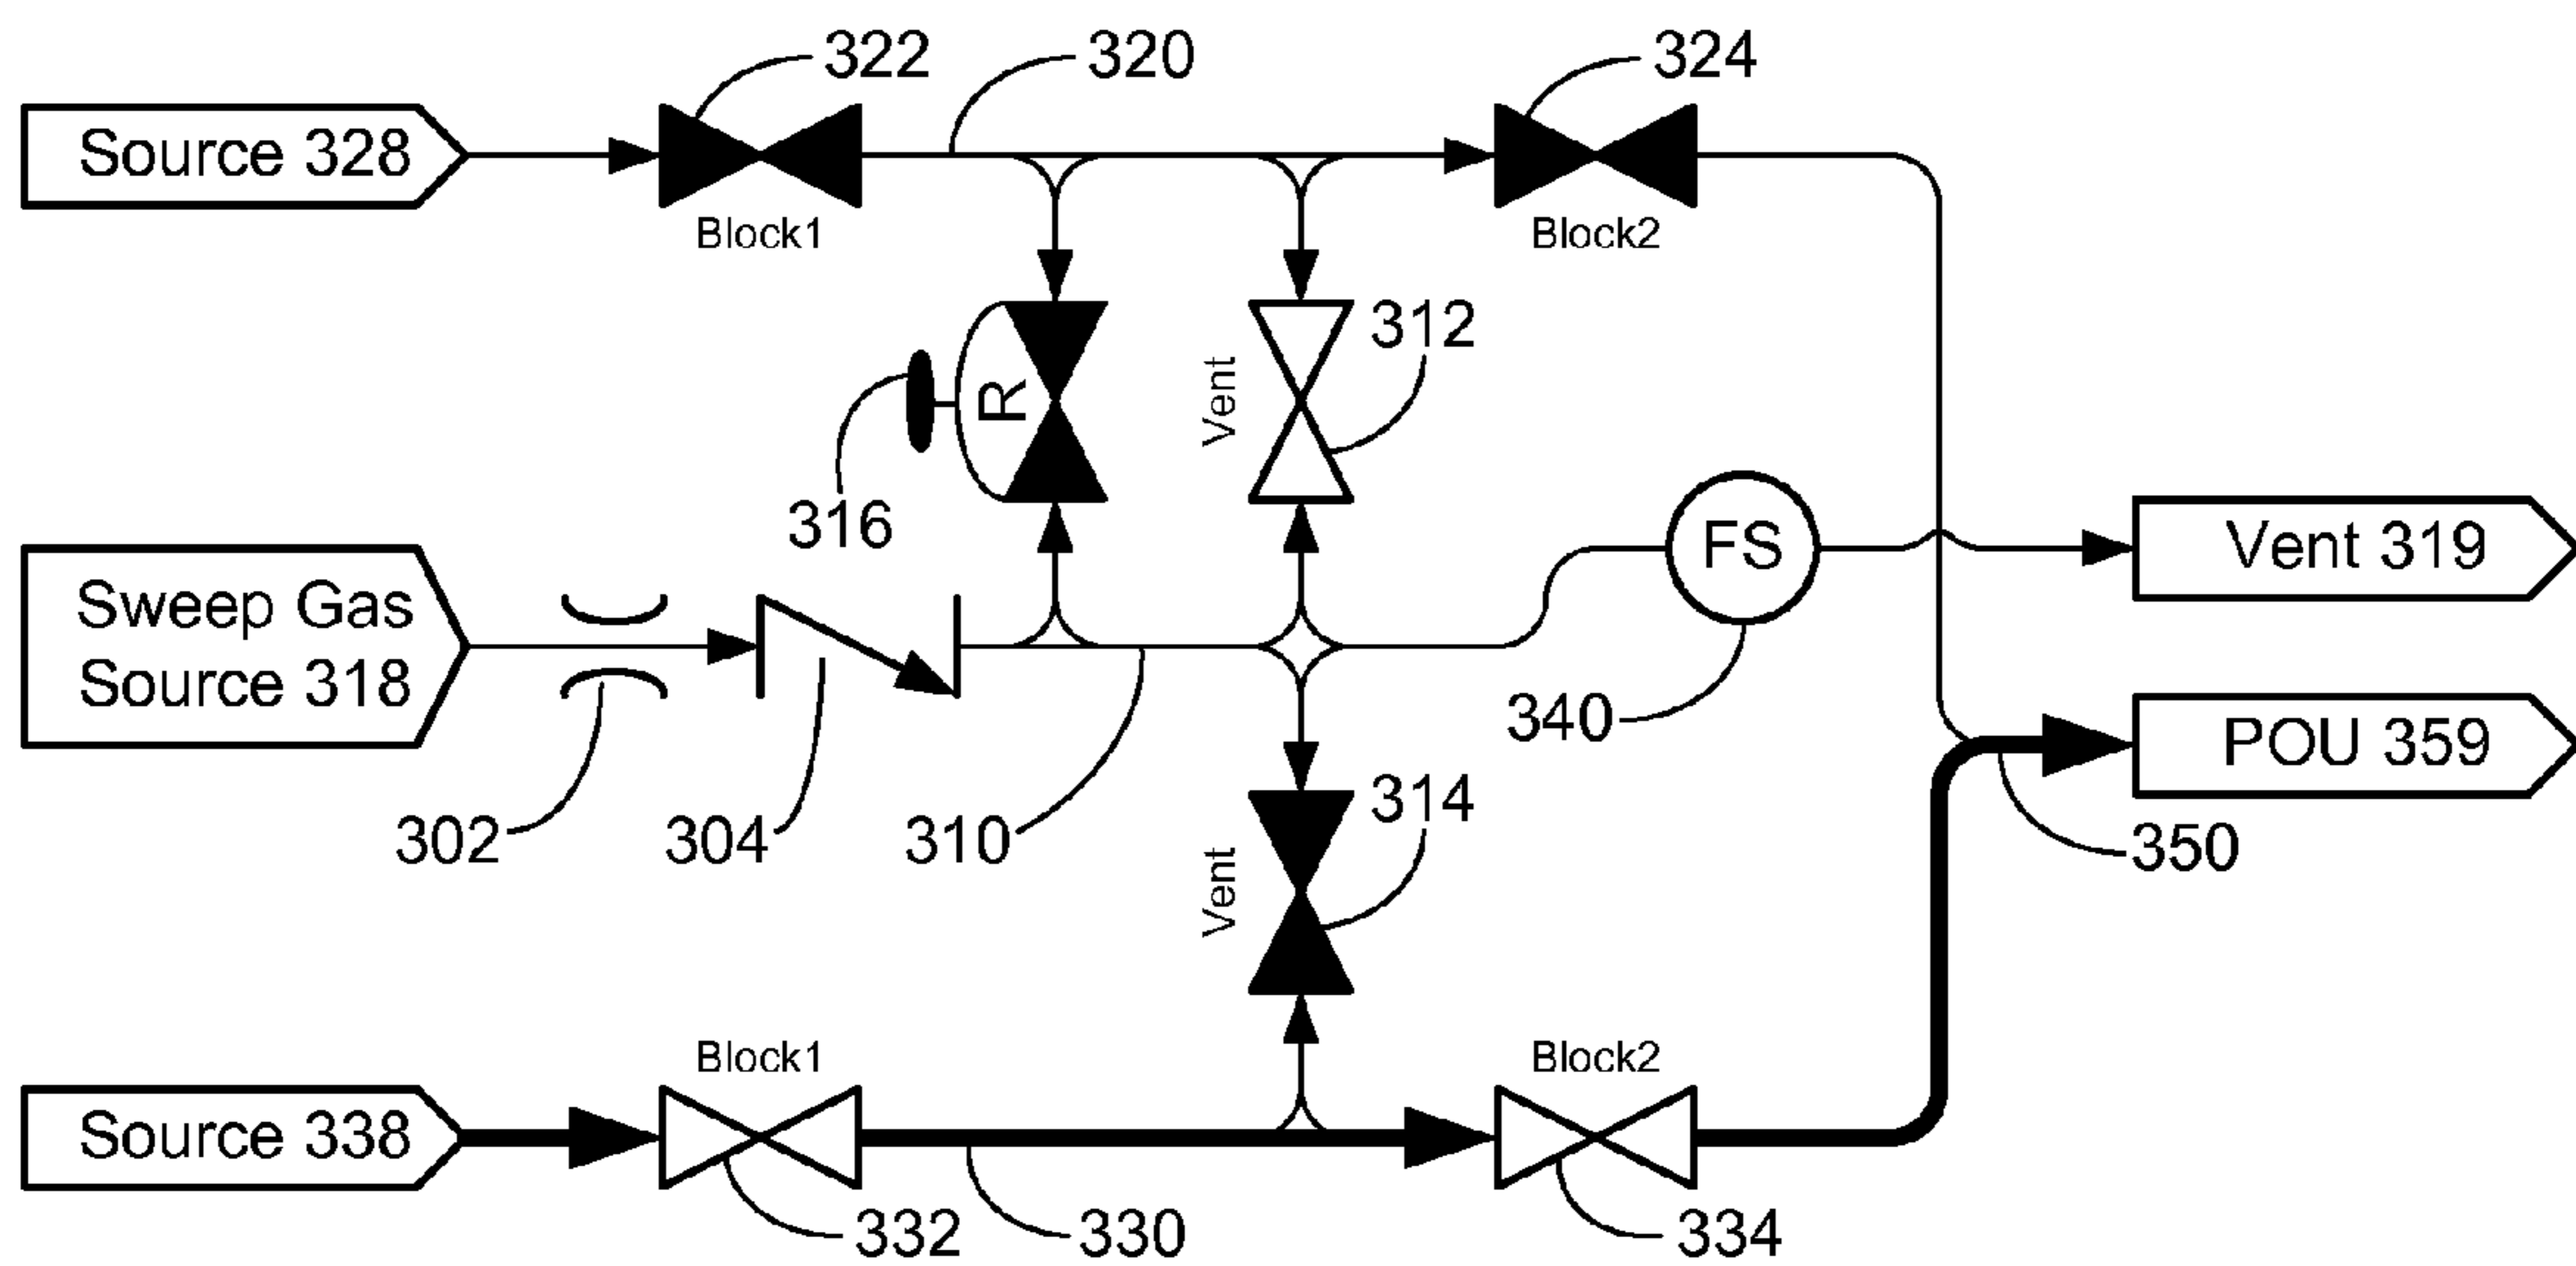 322
320
324
Source 328
Block1
Block2
312
Vent
R
316
FS
Vent 319
Sweep Gas
Source 318
340
POU 359
302
304
310
314
Vent
350
Block1
Block2
Source 338
332
330
334